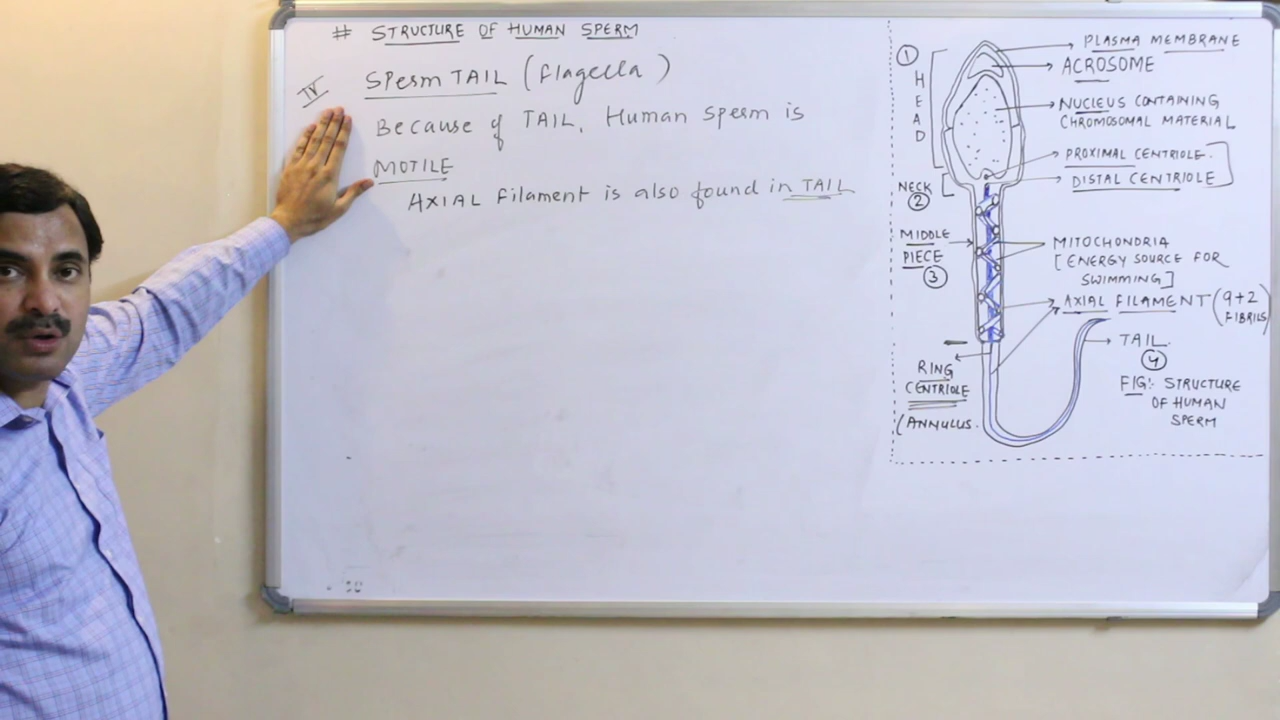 # STRUCTURE OF HUMAN SPERM
IV SPERM TAIL (flagella)
Because of TAIL, Human sperm is
MOTILE
AXIAL filament is also found in TAIL
PLASMA MEMBRANE
ACROSOME
① HEAD
NUCLEUS CONTAINING
CHROMOSOMAL MATERIAL
PROXIMAL CENTRIOLE
DISTAL CENTRIOLE
NECK
②
MIDDLE
PIECE
③
MITOCHONDRIA
[ENERGY SOURCE FOR
SWIMMING]
AXIAL FILAMENT (9+2
FIBRILS)
TAIL
④
RING
CENTRIOLE
(ANNULUS.
FIG:- STRUCTURE
OF HUMAN
SPERM